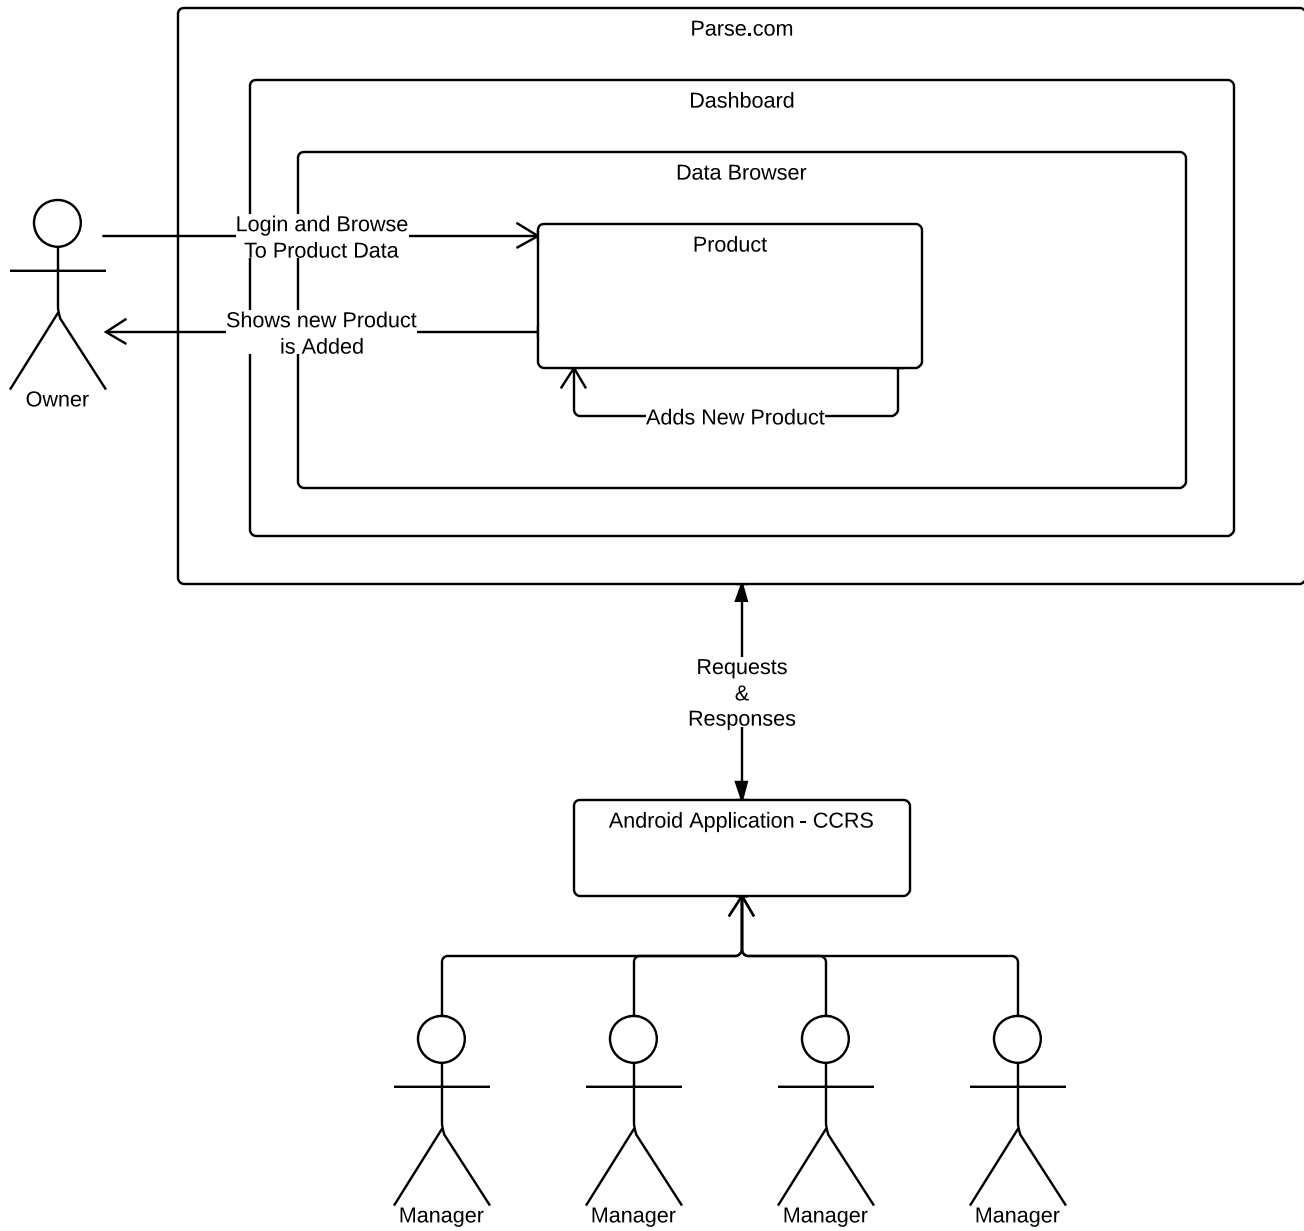 Parse.com
Dashboard
Data Browser
Login and Browse
To Product Data
Product
Shows new Product
is Added
Owner
Adds New Product
Requests
&
Responses
Android Application - CCRS
Manager
Manager
Manager
Manager